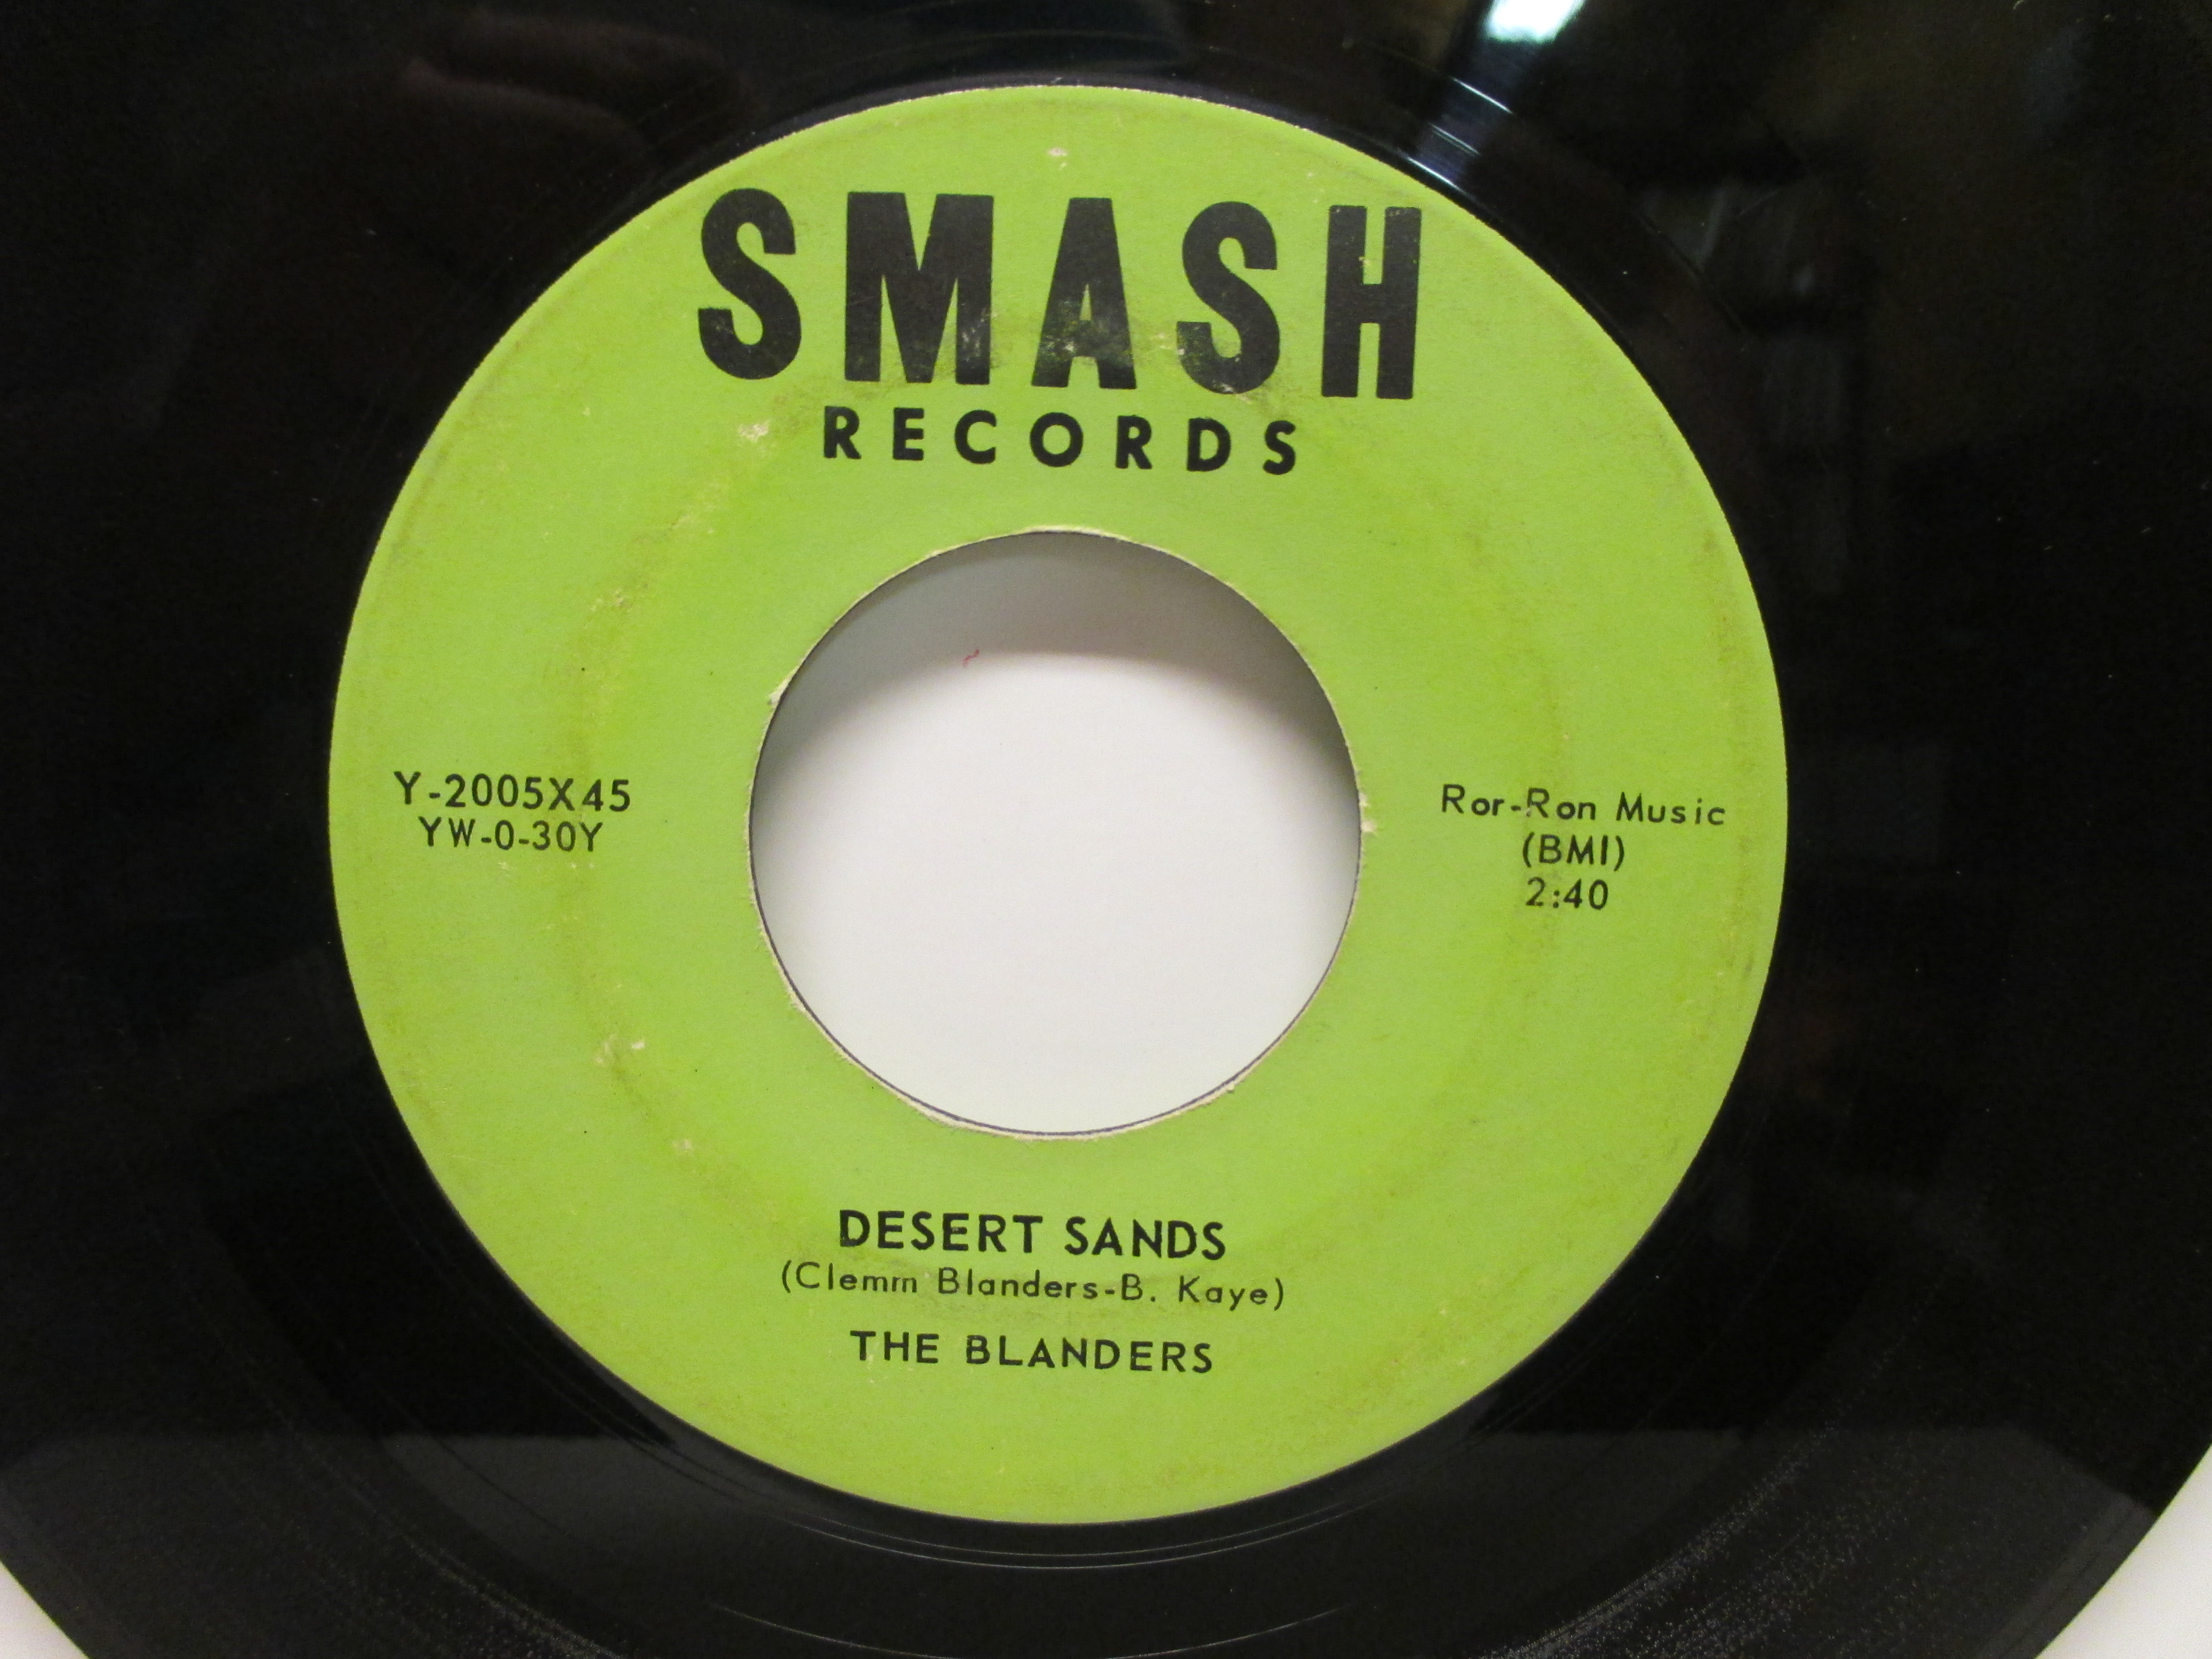 SMASH
RECORDS
Y-2005X45
YW-0-30Y
Ror-Ron Music
(BMI)
2:40
DESERT SANDS
(Clemm Blanders-B. Kaye)
THE BLANDERS